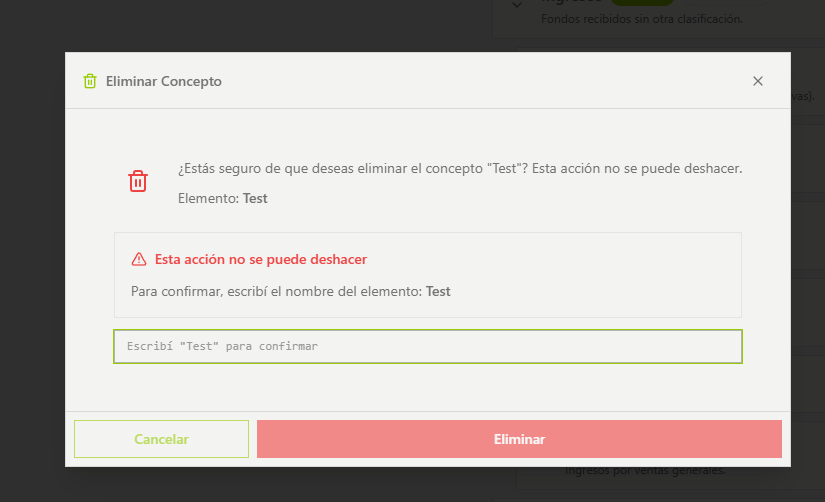 Ingresos
Fondos recibidos sin otra clasificación.
Eliminar Concepto
vas).
¿Estás seguro de que deseas eliminar el concepto "Test"? Esta acción no se puede deshacer.
Elemento: Test
Esta acción no se puede deshacer
Para confirmar, escribí el nombre del elemento: Test
Escribí "Test" para confirmar
Cancelar
Eliminar
Ingresos por ventas generales.